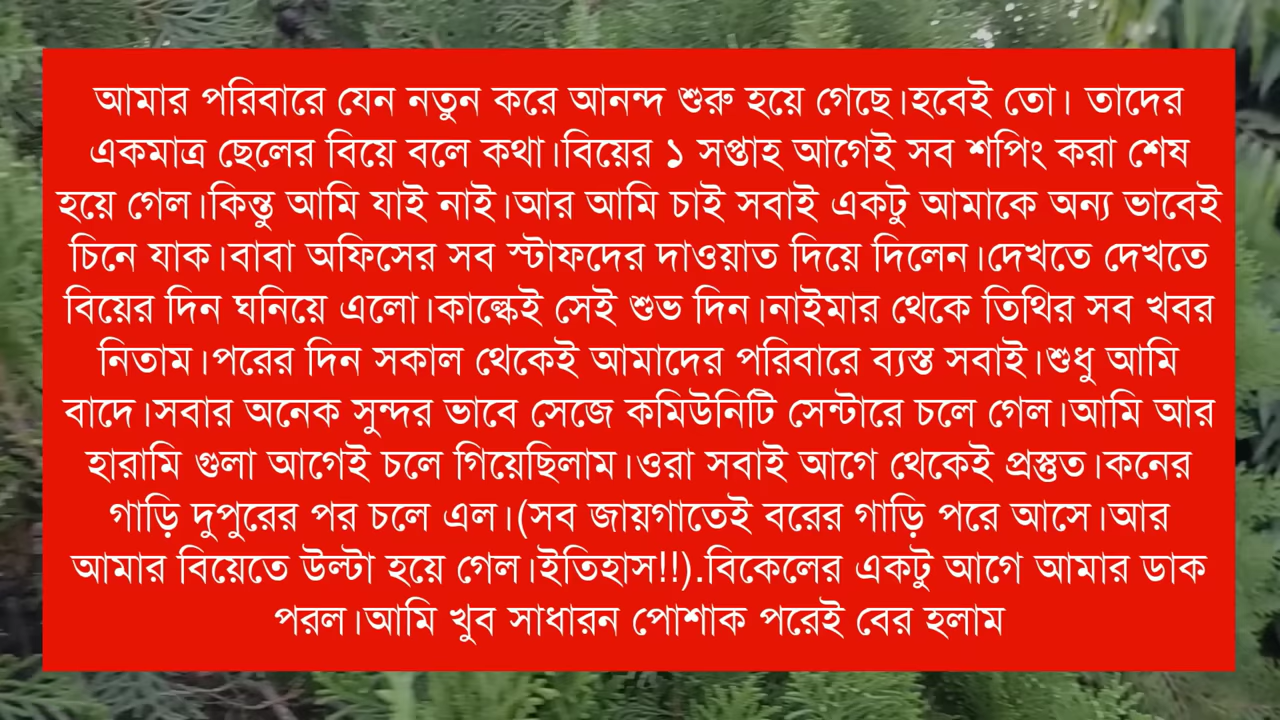 আমার পরিবারে যেন নতুন করে আনন্দ শুরু হয়ে গেছে।হবেই তো। তাদের
একমাত্র ছেলের বিয়ে বলে কথা।বিয়ের ১ সপ্তাহ আগেই সব শপিং করা শেষ
হয়ে গেল।কিন্তু আমি যাই নাই।আর আমি চাই সবাই একটু আমাকে অন্য ভাবেই
চিনে যাক।বাবা অফিসের সব স্টাফদের দাওয়াত দিয়ে দিলেন।দেখতে দেখতে
বিয়ের দিন ঘনিয়ে এলো।কাল্কেই সেই শুভ দিন।নাইমার থেকে তিথির সব খবর
নিতাম।পরের দিন সকাল থেকেই আমাদের পরিবারে ব্যস্ত সবাই।শুধু আমি
বাদে।সবার অনেক সুন্দর ভাবে সেজে কমিউনিটি সেন্টারে চলে গেল।আমি আর
হারামি গুলা আগেই চলে গিয়েছিলাম।ওরা সবাই আগে থেকেই প্রস্তুত।কনের
গাড়ি দুপুরের পর চলে এল।(সব জায়গাতেই বরের গাড়ি পরে আসে।আর
আমার বিয়েতে উল্টা হয়ে গেল।ইতিহাস!!).বিকেলের একটু আগে আমার ডাক
পরল।আমি খুব সাধারন পোশাক পরেই বের হলাম